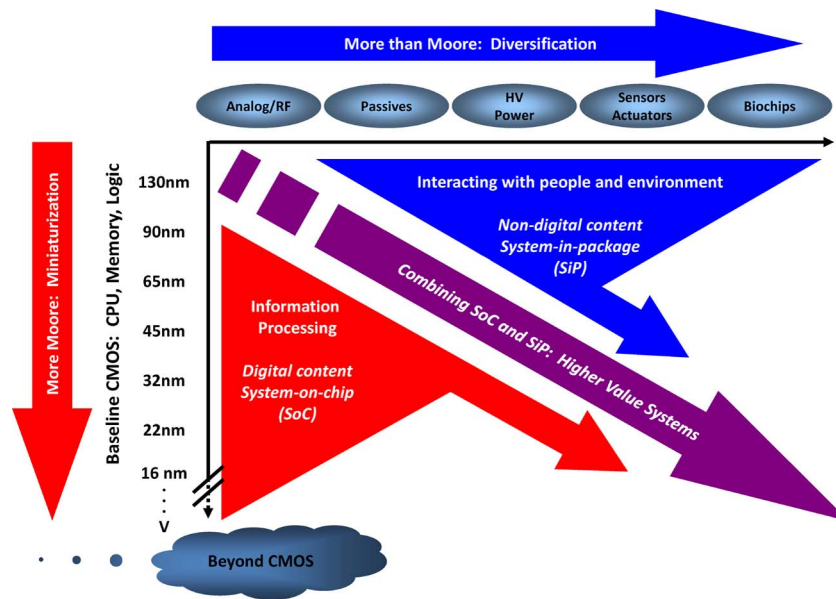 More than Moore: Diversification
Analog/RF
Passives
HV
Power
Sensors
Actuators
Biochips
More Moore: Miniaturization
Baseline CMOS: CPU, Memory, Logic
130nm
90nm
65nm
45nm
32nm
22nm
16 nm
V
Interacting with people and environment
Non-digital content
System-in-package
(SiP)
Combining SoC and SiP: Higher Value Systems
Information
Processing
Digital content
System-on-chip
(SoC)
Beyond CMOS